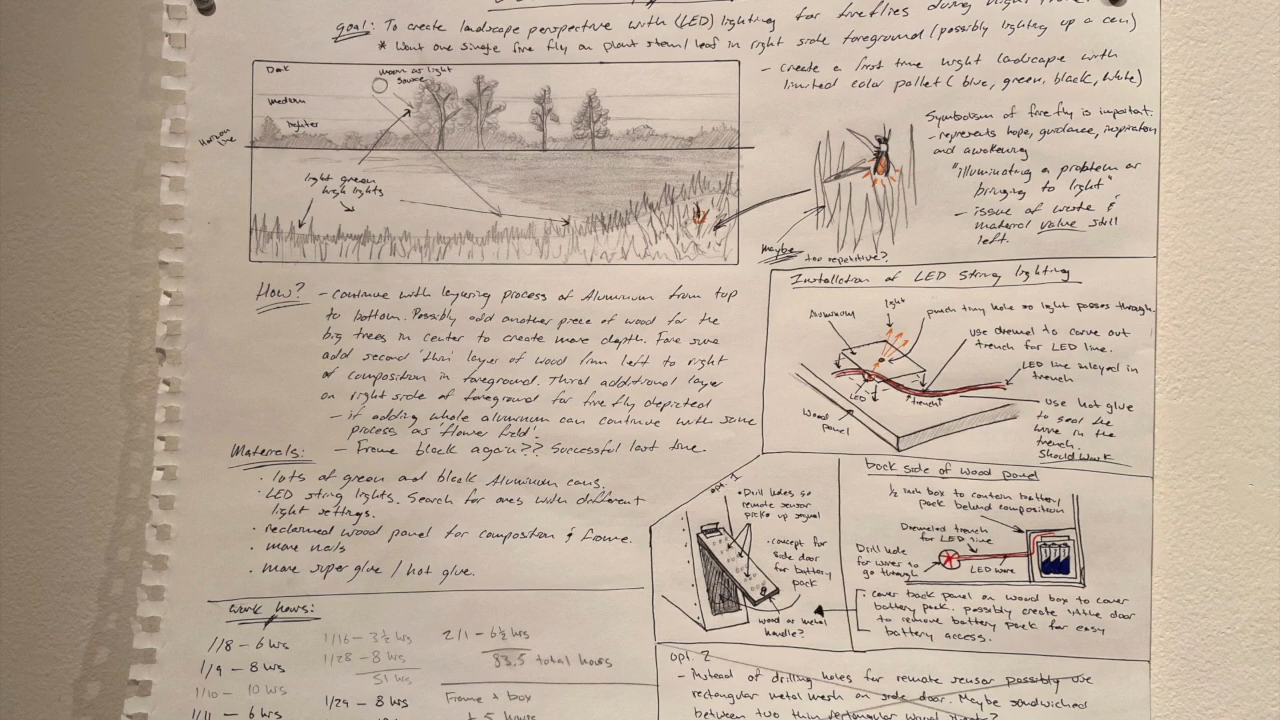 goal: To create landscape perspective with (LED) lighting for fireflies during night
* Want one single fire fly on plant stem/leaf in right side foreground (possibly lighting up a can)
- create a first time night landscape with
limited color pallet (blue, green, black, white)
Dark
moon as light
source
medium
lighter
Horizon
line
light green
high lights
Symbolism of firefly is important.
- represents hope, guidance, inspiration
and awakening
"illuminating a problem or
bringing to light"
- issue of waste &
material value still
left.
Maybe
too repetitive?
How? - continue with layering process of Aluminum from top
to bottom. Possibly add another piece of wood for the
big trees in center to create more depth. Fore sure
add second 'thin' layer of wood from left to right
of composition in foreground. Third additional layer
on right side of foreground for fire fly depicted
- if adding whole aluminum can continue with same
process as 'flower field'
- Frame black again?? Successful last time.
Materials:
· lots of green and black Aluminum cans.
· LED string lights. Search for ones with different
light settings.
· reclaimed wood panel for composition & frame.
· more nails
· more super glue / hot glue.
Installation of LED string lighting
light
Aluminum
punch tiny hole so light passes through.
use dremel to carve out
trench for LED line.
LED line inlayed in
trench
LED
trench
Wood
panel
use hot glue
to seal the
wire in the
trench.
Should work
opt. 1
· Drill holes so
remote sensor
picks up signal
· concept for
side door
for battery
pack
wood or metal
handle?
back side of wood panel
1/2 inch box to contain battery
pack behind composition
Dremeled trench
for LED line
Drill hole
for wires to
go through
LED wire
· cover back panel on wood box to cover
battery pack. possibly create little door
to remove battery pack for easy
battery access.
work hours:
1/8 - 6 hrs
1/9 - 8 hrs
1/10 - 10 hrs
1/11 - 6 hrs
1/16 - 3 1/2 hrs
1/28 - 8 hrs
51 hrs
1/29 - 8 hrs
2/1 - 6 1/2 hrs
83.5 total hours
Frame + box
opt. 2
- Instead of drilling holes for remote sensor possibly use
rectangular metal mesh on side door. Maybe sandwiched
between two thin rectangular wood